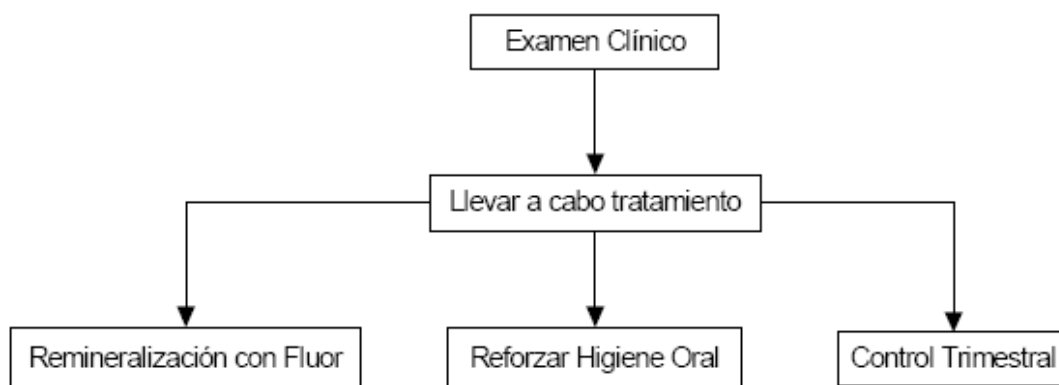 Examen Clínico
Llevar a cabo tratamiento
Remineralización con Fluor
Reforzar Higiene Oral
Control Trimestral